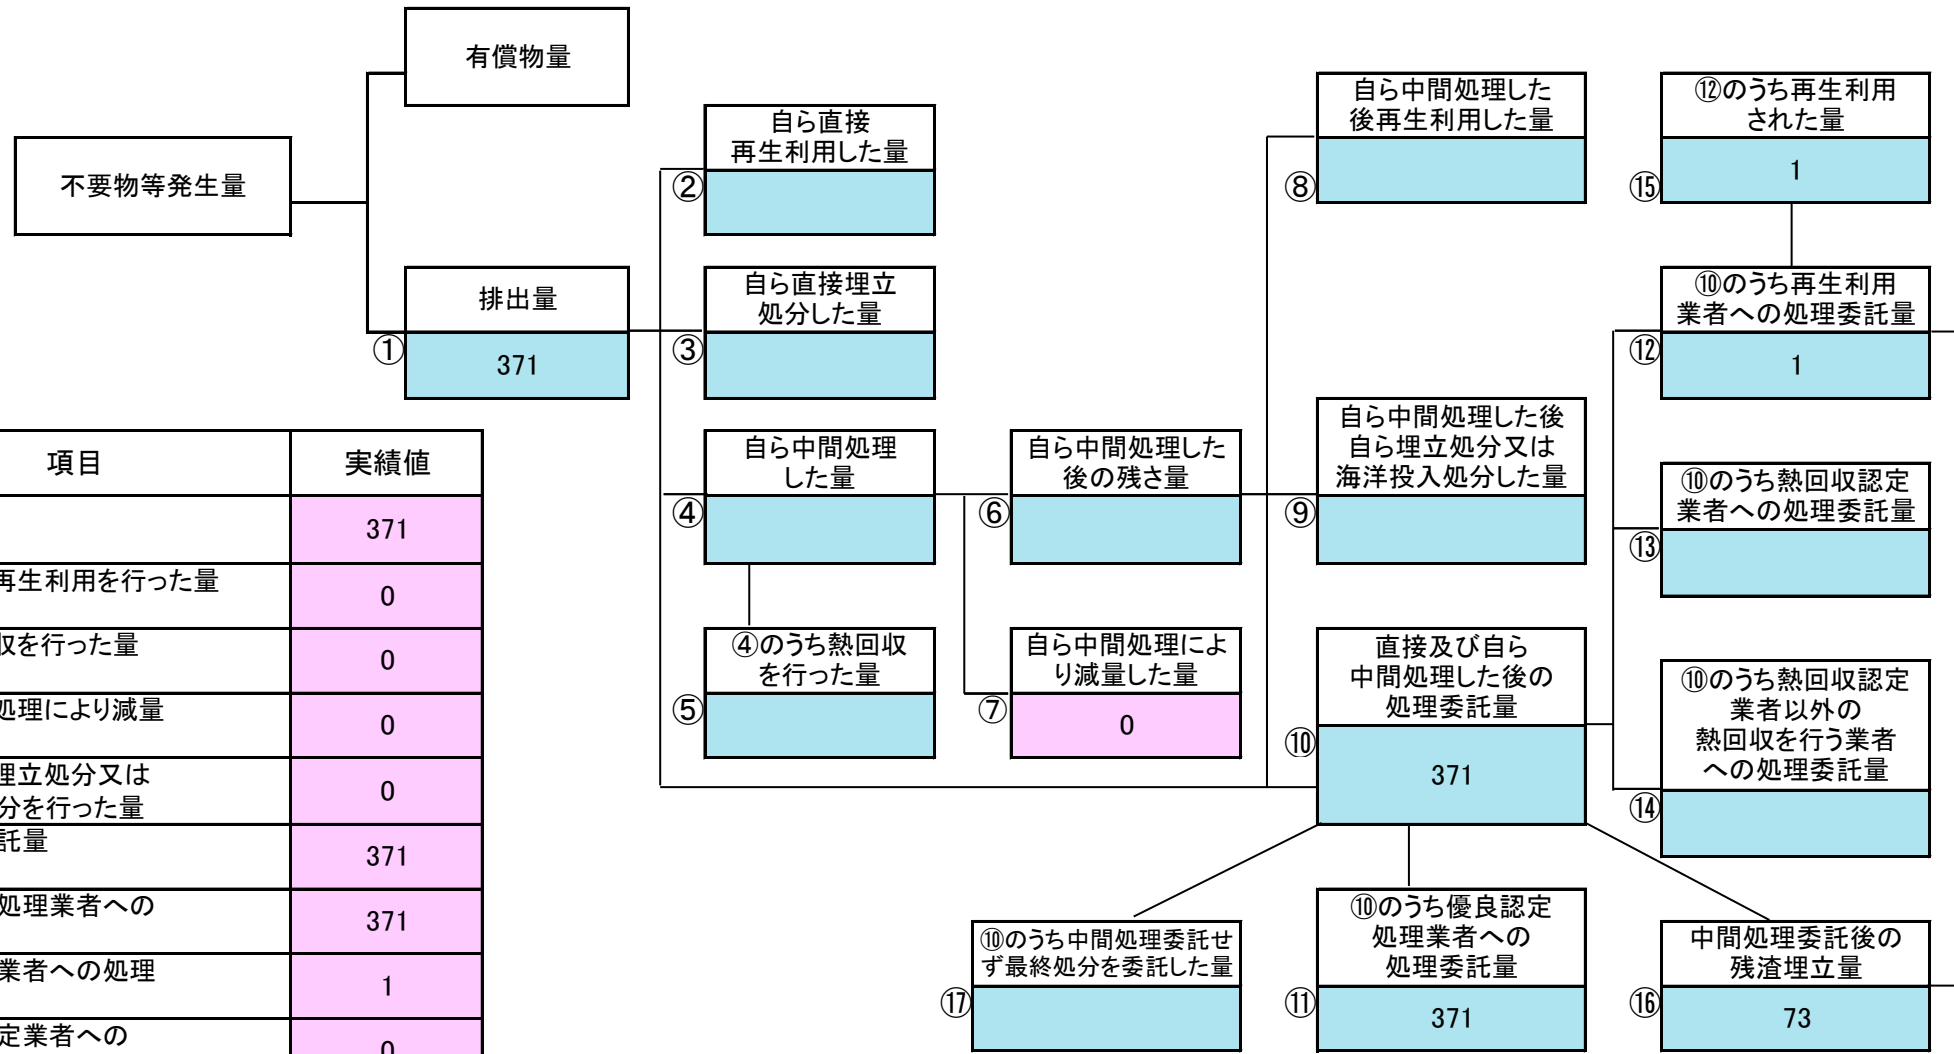 有償物量
不要物等発生量
排出量
①
371
自ら直接
再生利用した量
②
自ら直接埋立
処分した量
③
自ら中間処理
した量
④
④のうち熱回収
を行った量
⑤
自ら中間処理した
後の残さ量
⑥
自ら中間処理によ
り減量した量
⑦
0
自ら中間処理した
後再生利用した量
⑧
自ら中間処理した後
自ら埋立処分又は
海洋投入処分した量
⑨
直接及び自ら
中間処理した後の
処理委託量
⑩
371
⑩のうち優良認定
処理業者への
処理委託量
⑪
371
⑩のうち中間処理委託せ
ず最終処分を委託した量
⑰
⑫のうち再生利用
された量
⑮
1
⑩のうち再生利用
業者への処理委託量
⑫
1
⑩のうち熱回収認定
業者への処理委託量
⑬
⑩のうち熱回収認定
業者以外の
熱回収を行う業者
への処理委託量
⑭
中間処理委託後の
残渣埋立量
⑯
73
項目 実績値
371
再生利用を行った量
0
収を行った量
0
処理により減量
0
埋立処分又は
分を行った量
0
託量
371
処理業者への
371
業者への処理
1
定業者への
0